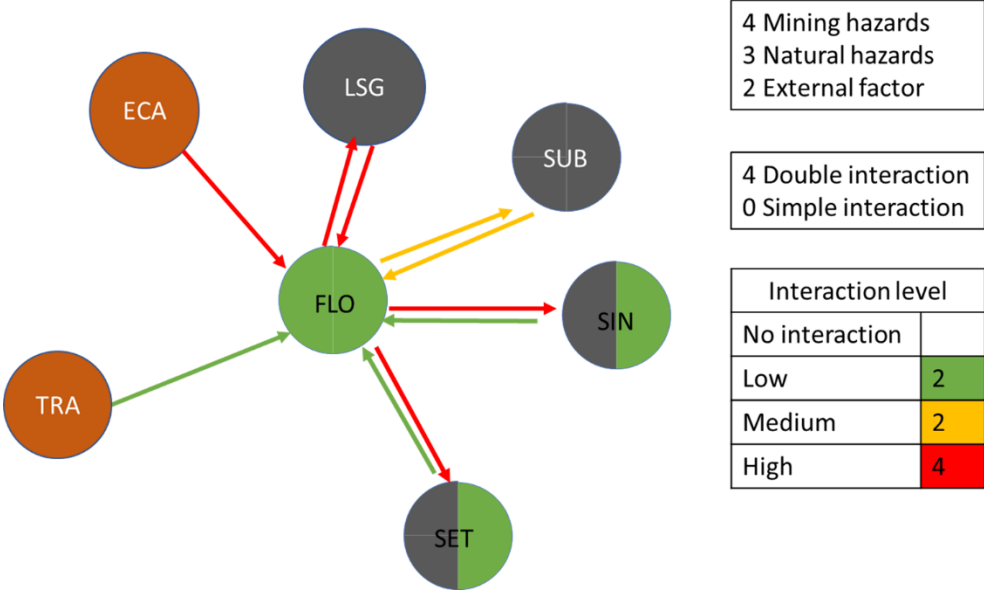 ECA
LSG
SUB
FLO
SIN
TRA
SET
4 Mining hazards
3 Natural hazards
2 External factor
4 Double interaction
0 Simple interaction
Interaction level
No interaction
Low 2
Medium 2
High 4